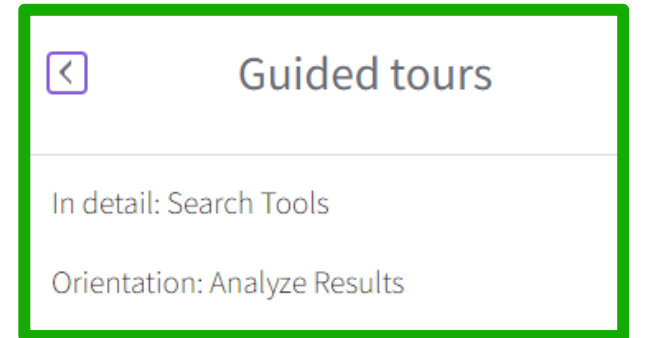 Guided tours
In detail: Search Tools
Orientation: Analyze Results